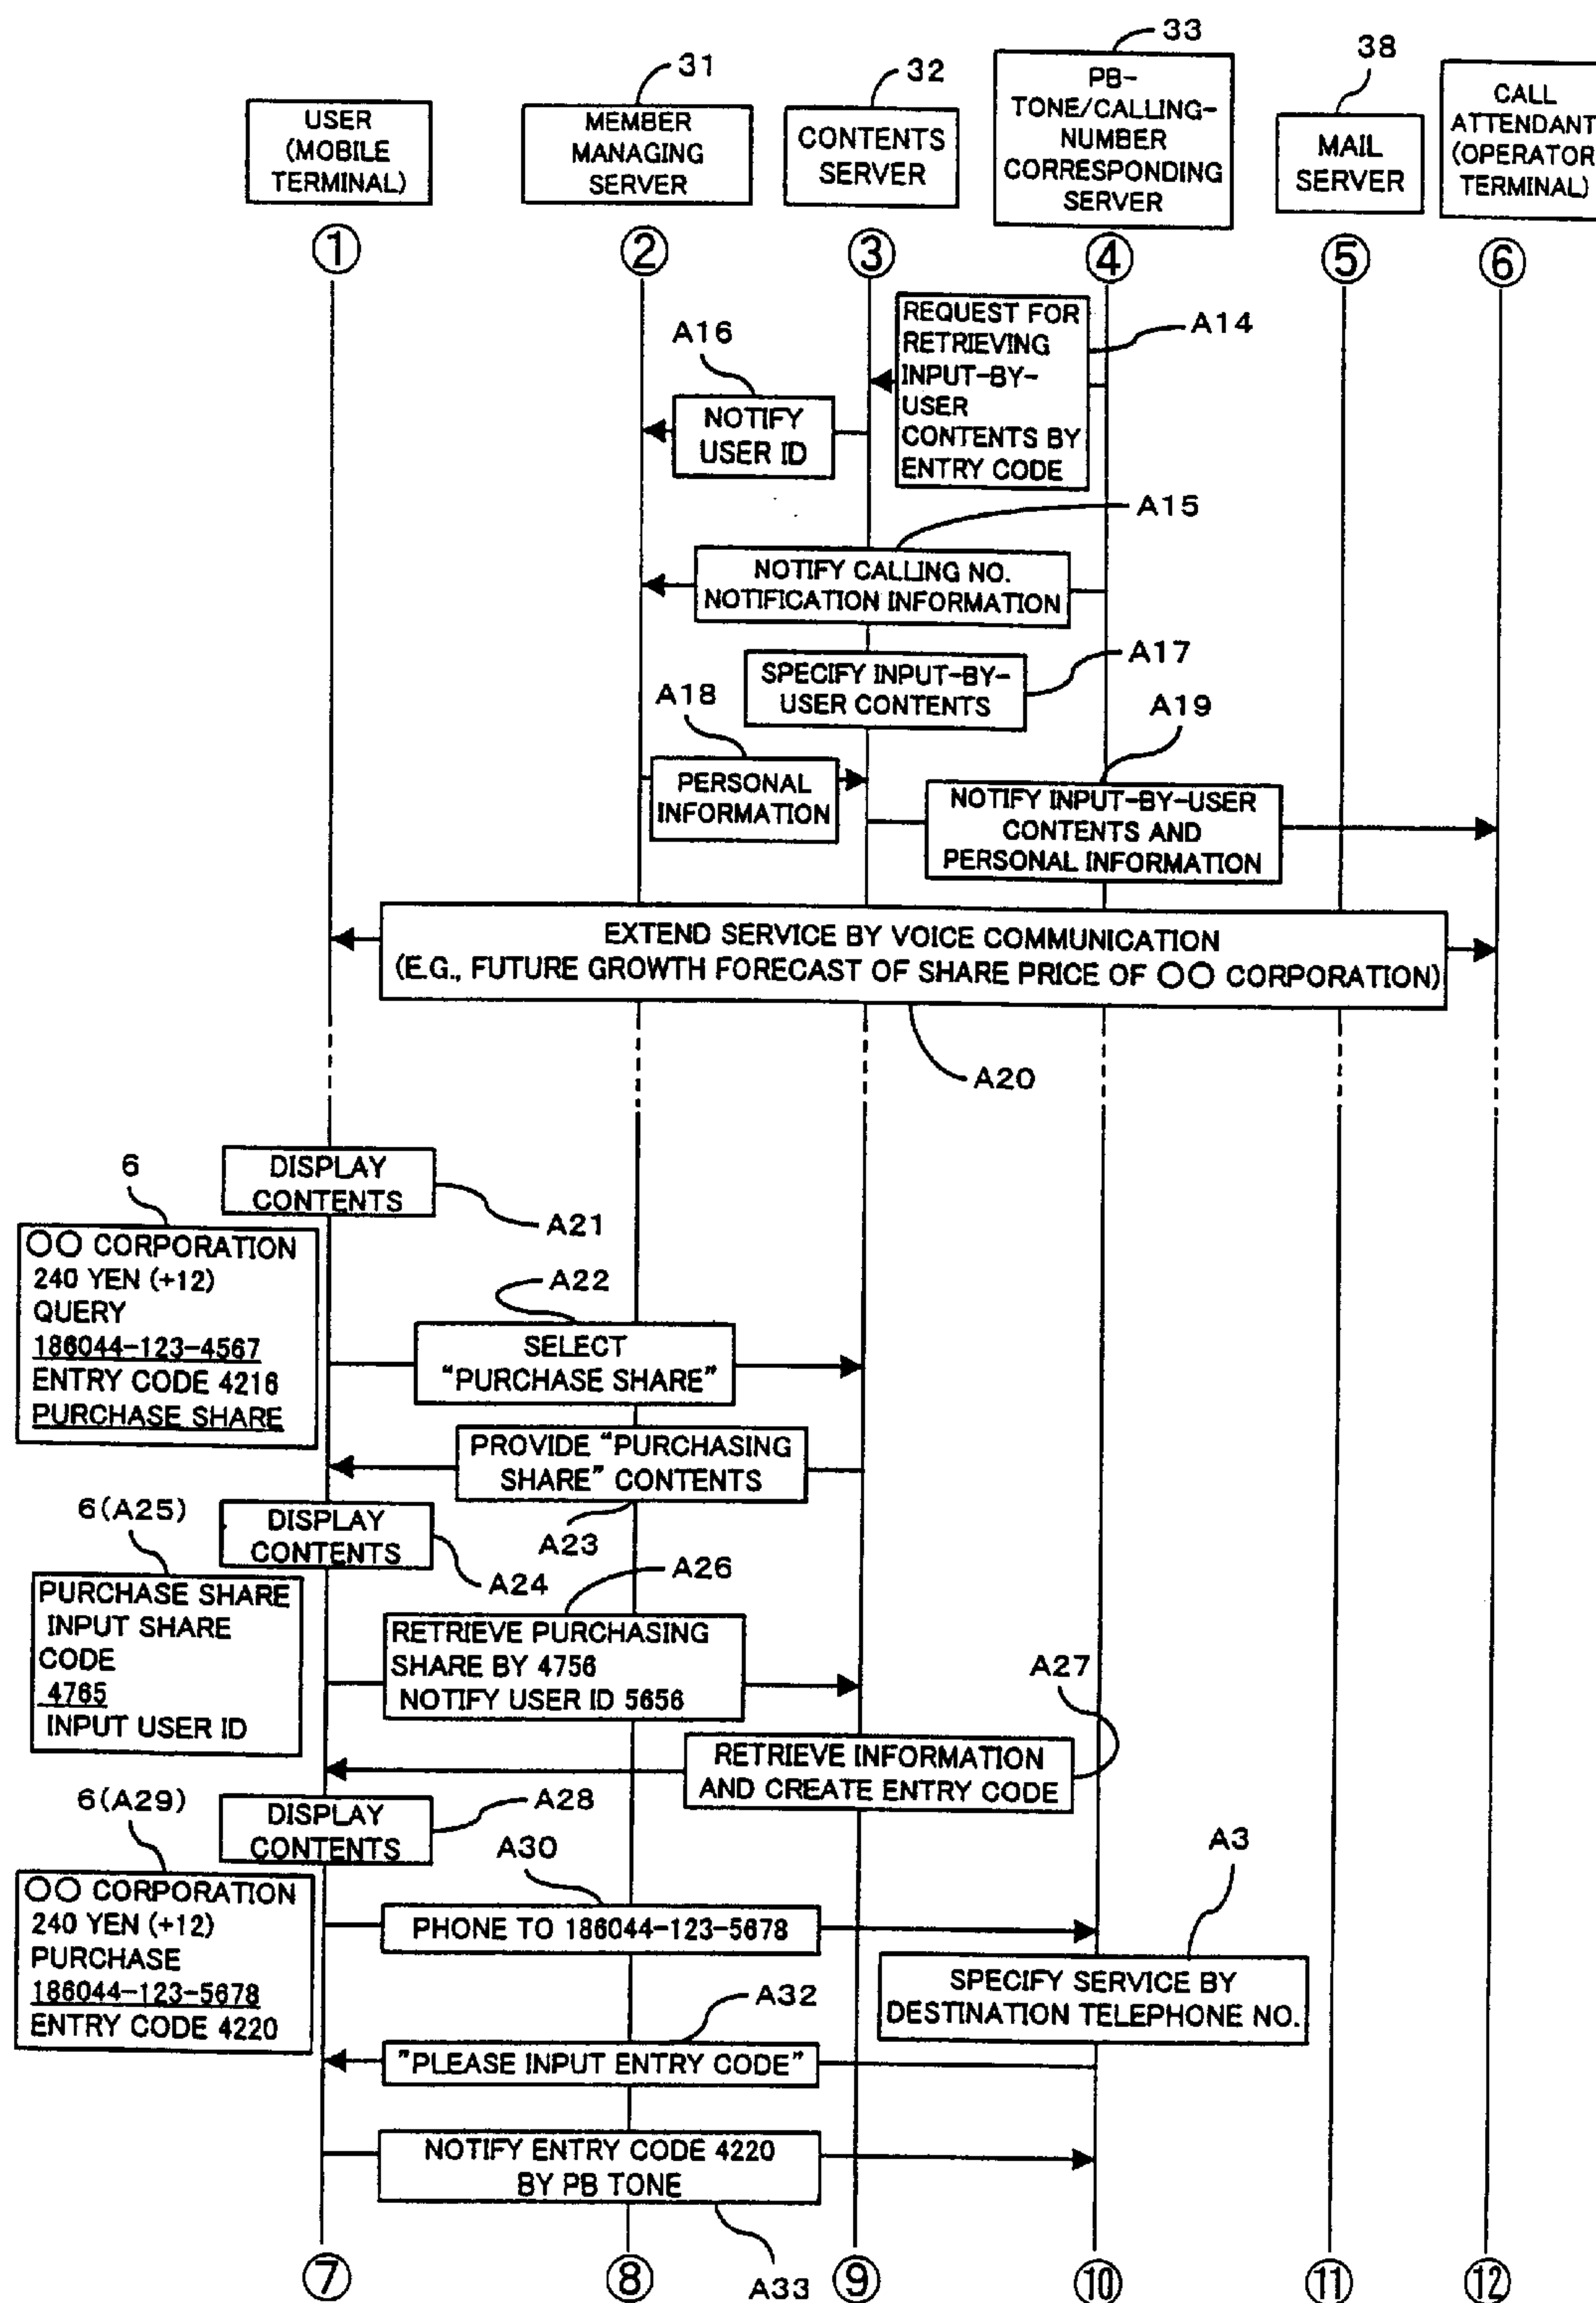 31
32
33
38
USER
(MOBILE
TERMINAL)
MEMBER
MANAGING
SERVER
CONTENTS
SERVER
PB-
TONE/CALLING-
NUMBER
CORRESPONDING
SERVER
MAIL
SERVER
CALL
ATTENDANT
(OPERATOR
TERMINAL)
① ② ③ ④ ⑤ ⑥
REQUEST FOR
RETRIEVING
INPUT-BY-
USER
CONTENTS BY
ENTRY CODE
A14
A16
NOTIFY
USER ID
A15
NOTIFY CALLING NO.
NOTIFICATION INFORMATION
A17
SPECIFY INPUT-BY-
USER CONTENTS
A18
PERSONAL
INFORMATION
A19
NOTIFY INPUT-BY-USER
CONTENTS AND
PERSONAL INFORMATION
EXTEND SERVICE BY VOICE COMMUNICATION
(E.G., FUTURE GROWTH FORECAST OF SHARE PRICE OF ○○ CORPORATION)
A20
DISPLAY
CONTENTS
A21
6
○○ CORPORATION
240 YEN (+12)
QUERY
186044-123-4567
ENTRY CODE 4216
PURCHASE SHARE
A22
SELECT
"PURCHASE SHARE"
PROVIDE "PURCHASING
SHARE" CONTENTS
A23
DISPLAY
CONTENTS
A24
6(A25)
PURCHASE SHARE
INPUT SHARE
CODE
4765
INPUT USER ID
A26
RETRIEVE PURCHASING
SHARE BY 4756
NOTIFY USER ID 5656
A27
RETRIEVE INFORMATION
AND CREATE ENTRY CODE
DISPLAY
CONTENTS
A28
6(A29)
○○ CORPORATION
240 YEN (+12)
PURCHASE
186044-123-5678
ENTRY CODE 4220
A30
PHONE TO 186044-123-5678
A3
SPECIFY SERVICE BY
DESTINATION TELEPHONE NO.
A32
"PLEASE INPUT ENTRY CODE"
NOTIFY ENTRY CODE 4220
BY PB TONE
A33
⑦ ⑧ ⑨ ⑩ ⑪ ⑫